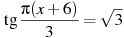 tg π(x+6)/3 = √3